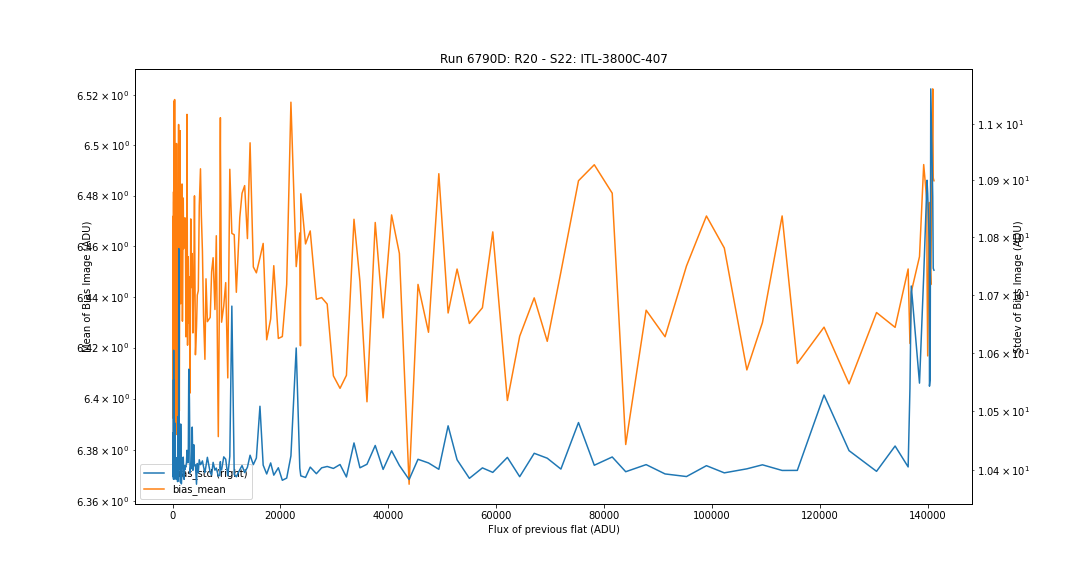 Run 6790D: R20 - S22: ITL-3800C-407
6.52 × 10⁰
6.5 × 10⁰
6.48 × 10⁰
6.46 × 10⁰
6.44 × 10⁰
6.42 × 10⁰
6.4 × 10⁰
6.38 × 10⁰
6.36 × 10⁰
Mean of Bias Image (ADU)
1.1 × 10¹
1.09 × 10¹
1.08 × 10¹
1.07 × 10¹
1.06 × 10¹
1.05 × 10¹
1.04 × 10¹
Stdev of Bias Image (ADU)
bias_std (right)
bias_mean
0 20000 40000 60000 80000 100000 120000 140000
Flux of previous flat (ADU)